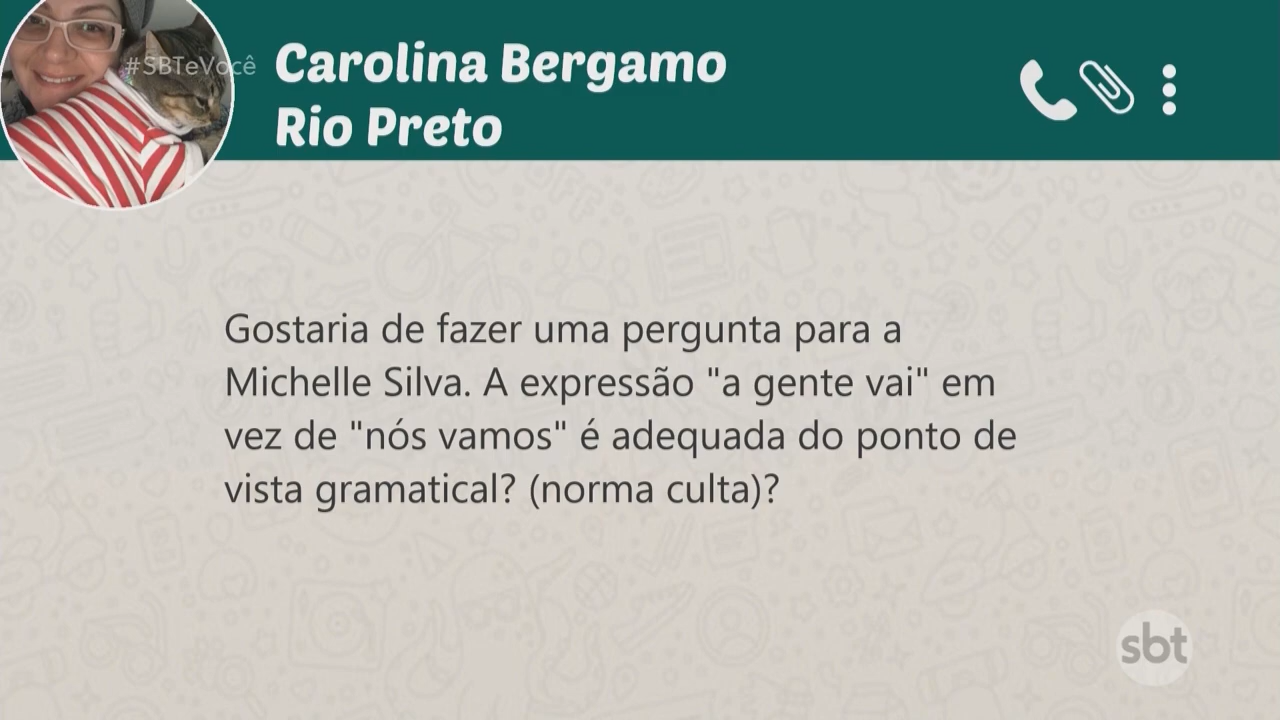 #SBTeVocê
Carolina Bergamo
Rio Preto
Gostaria de fazer uma pergunta para a
Michelle Silva. A expressão "a gente vai" em
vez de "nós vamos" é adequada do ponto de
vista gramatical? (norma culta)?
sbt